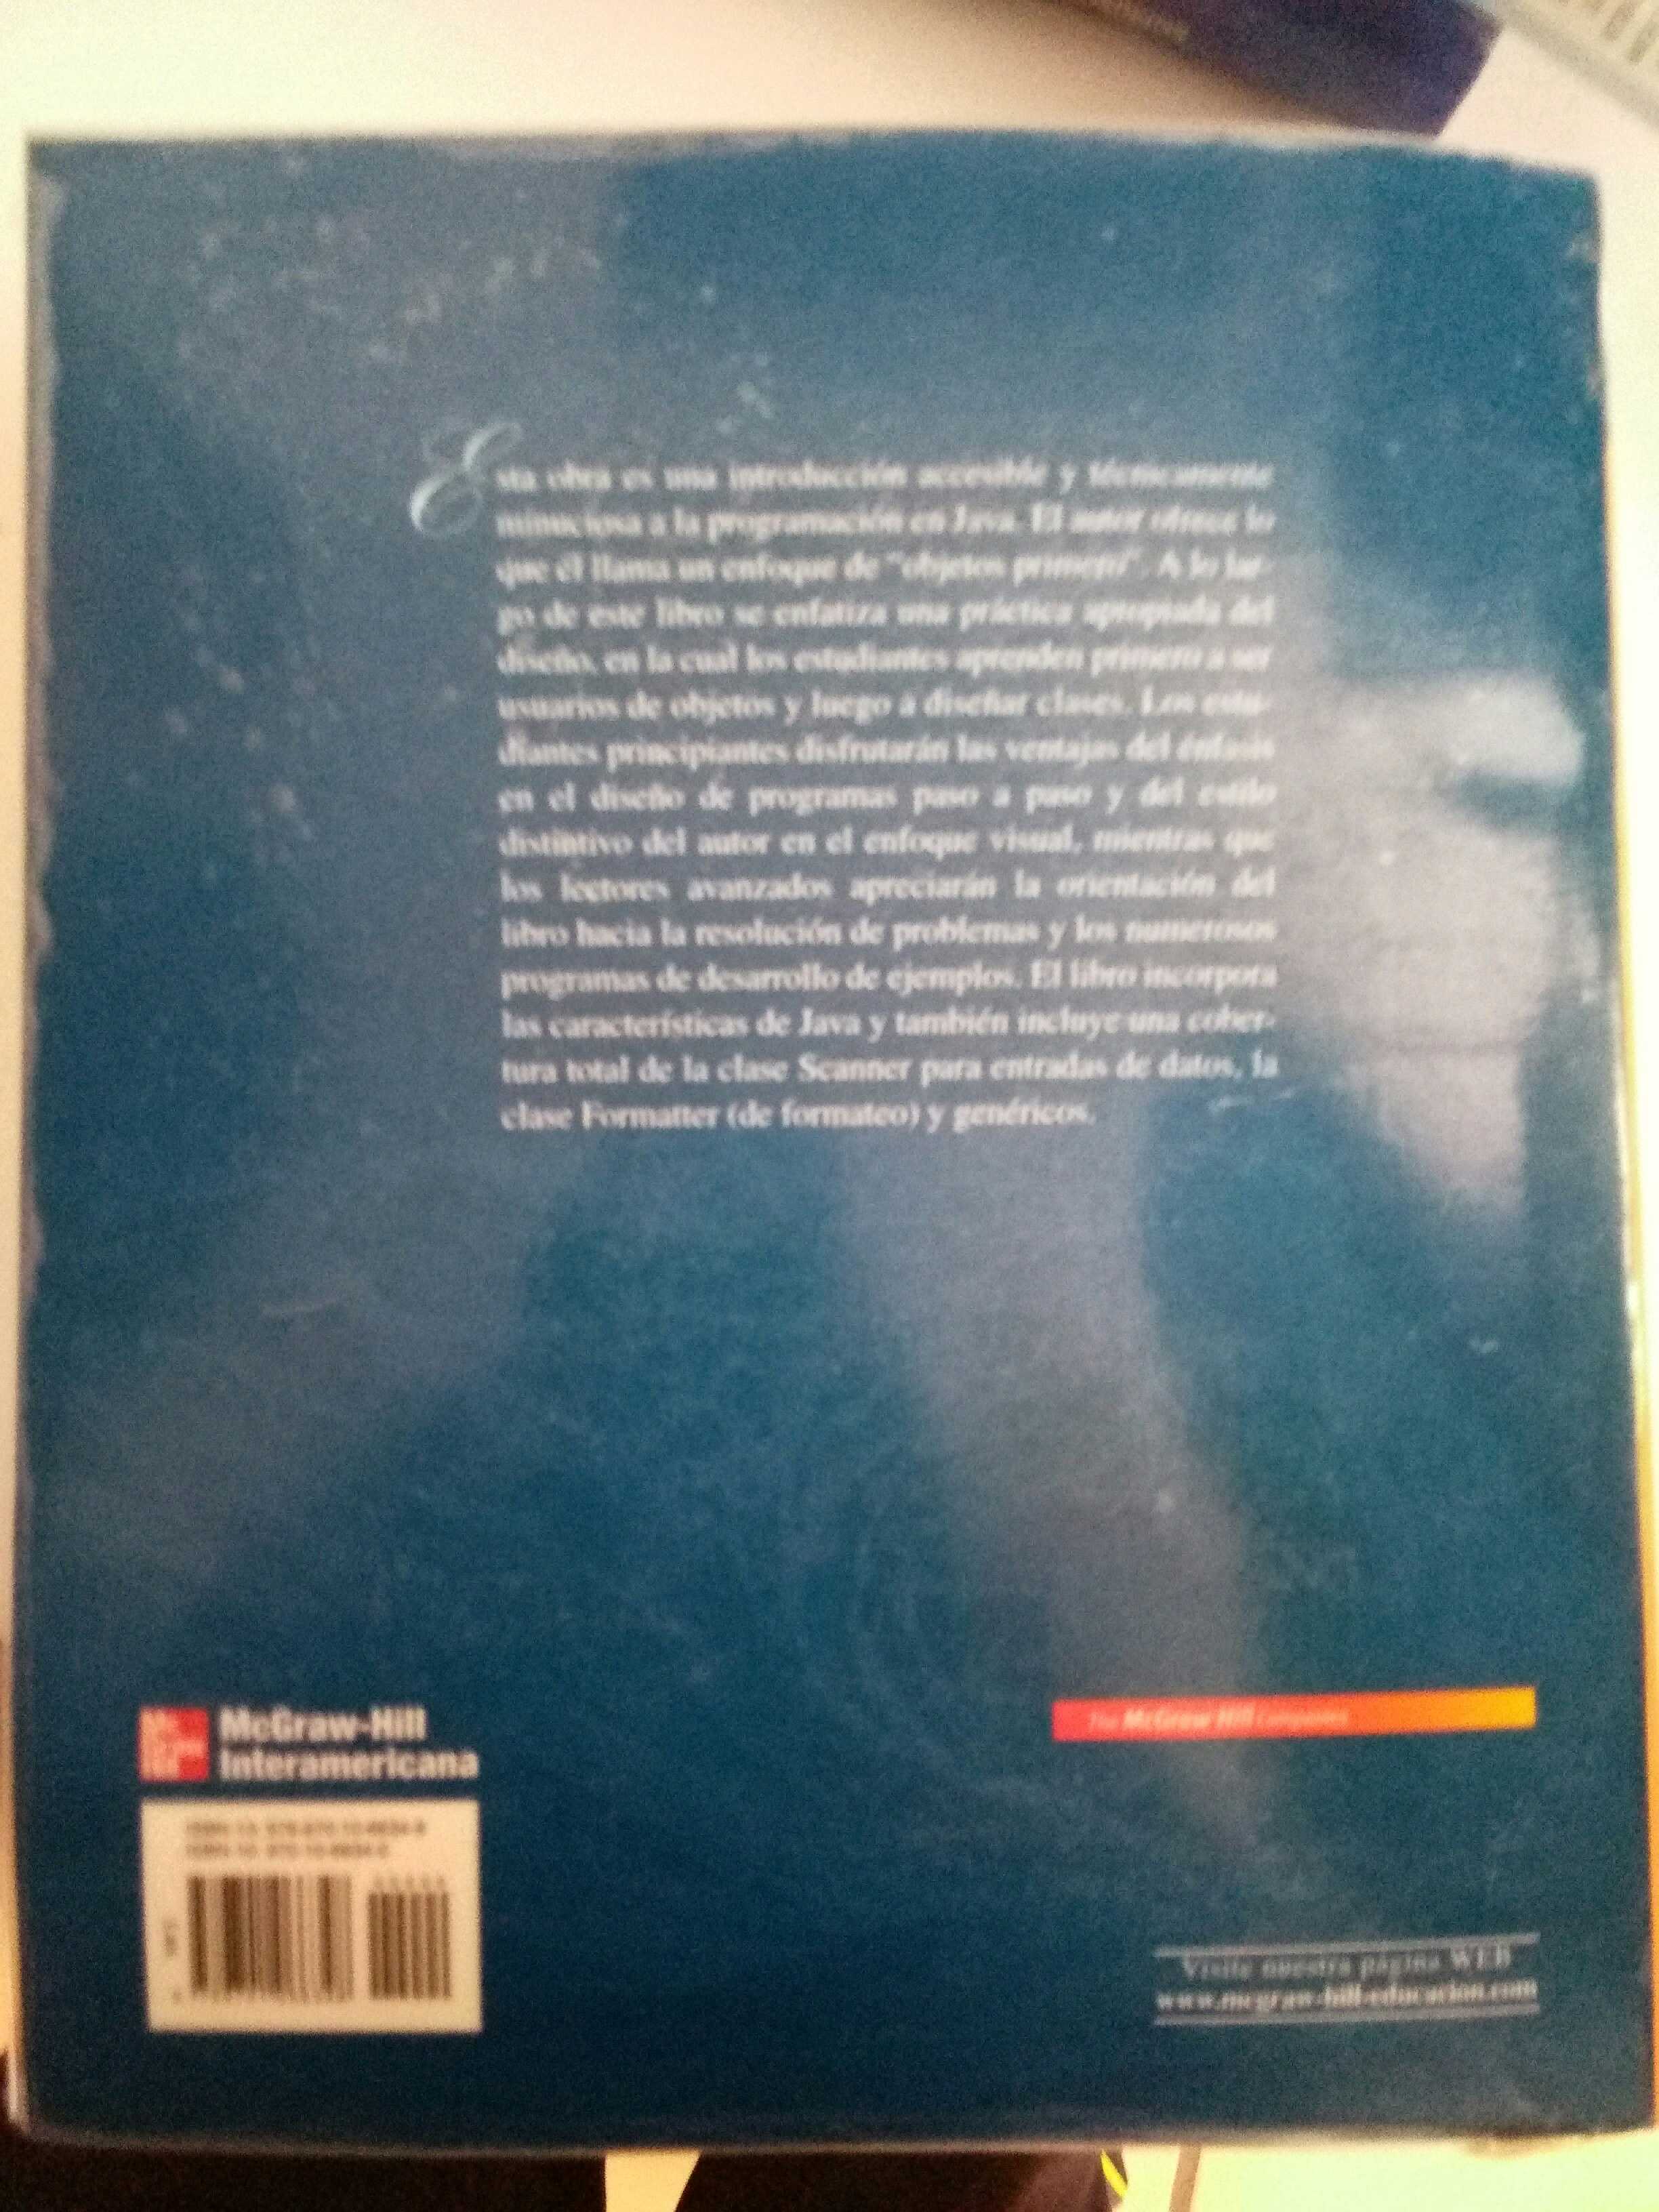 Esta obra es una introducción accesible y técnicamente
minuciosa a la programación en Java. El autor ofrece lo
que él llama un enfoque de "objetos primero". A lo lar-
go de este libro se enfatiza una práctica apropiada del
diseño, en la cual los estudiantes aprenden primero a ser
usuarios de objetos y luego a diseñar clases. Los estu-
diantes principiantes disfrutarán las ventajas del énfasis
en el diseño de programas paso a paso y del estilo
distintivo del autor en el enfoque visual, mientras que
los lectores avanzados apreciarán la orientación del
libro hacia la resolución de problemas y los numerosos
programas de desarrollo de ejemplos. El libro incorpora
las características de Java y también incluye una cober-
tura total de la clase Scanner para entradas de datos, la
clase Formatter (de formateo) y genéricos.
McGraw-Hill
Interamericana
The McGraw-Hill Companies
Visite nuestra página WEB
www.mcgraw-hill-educacion.com